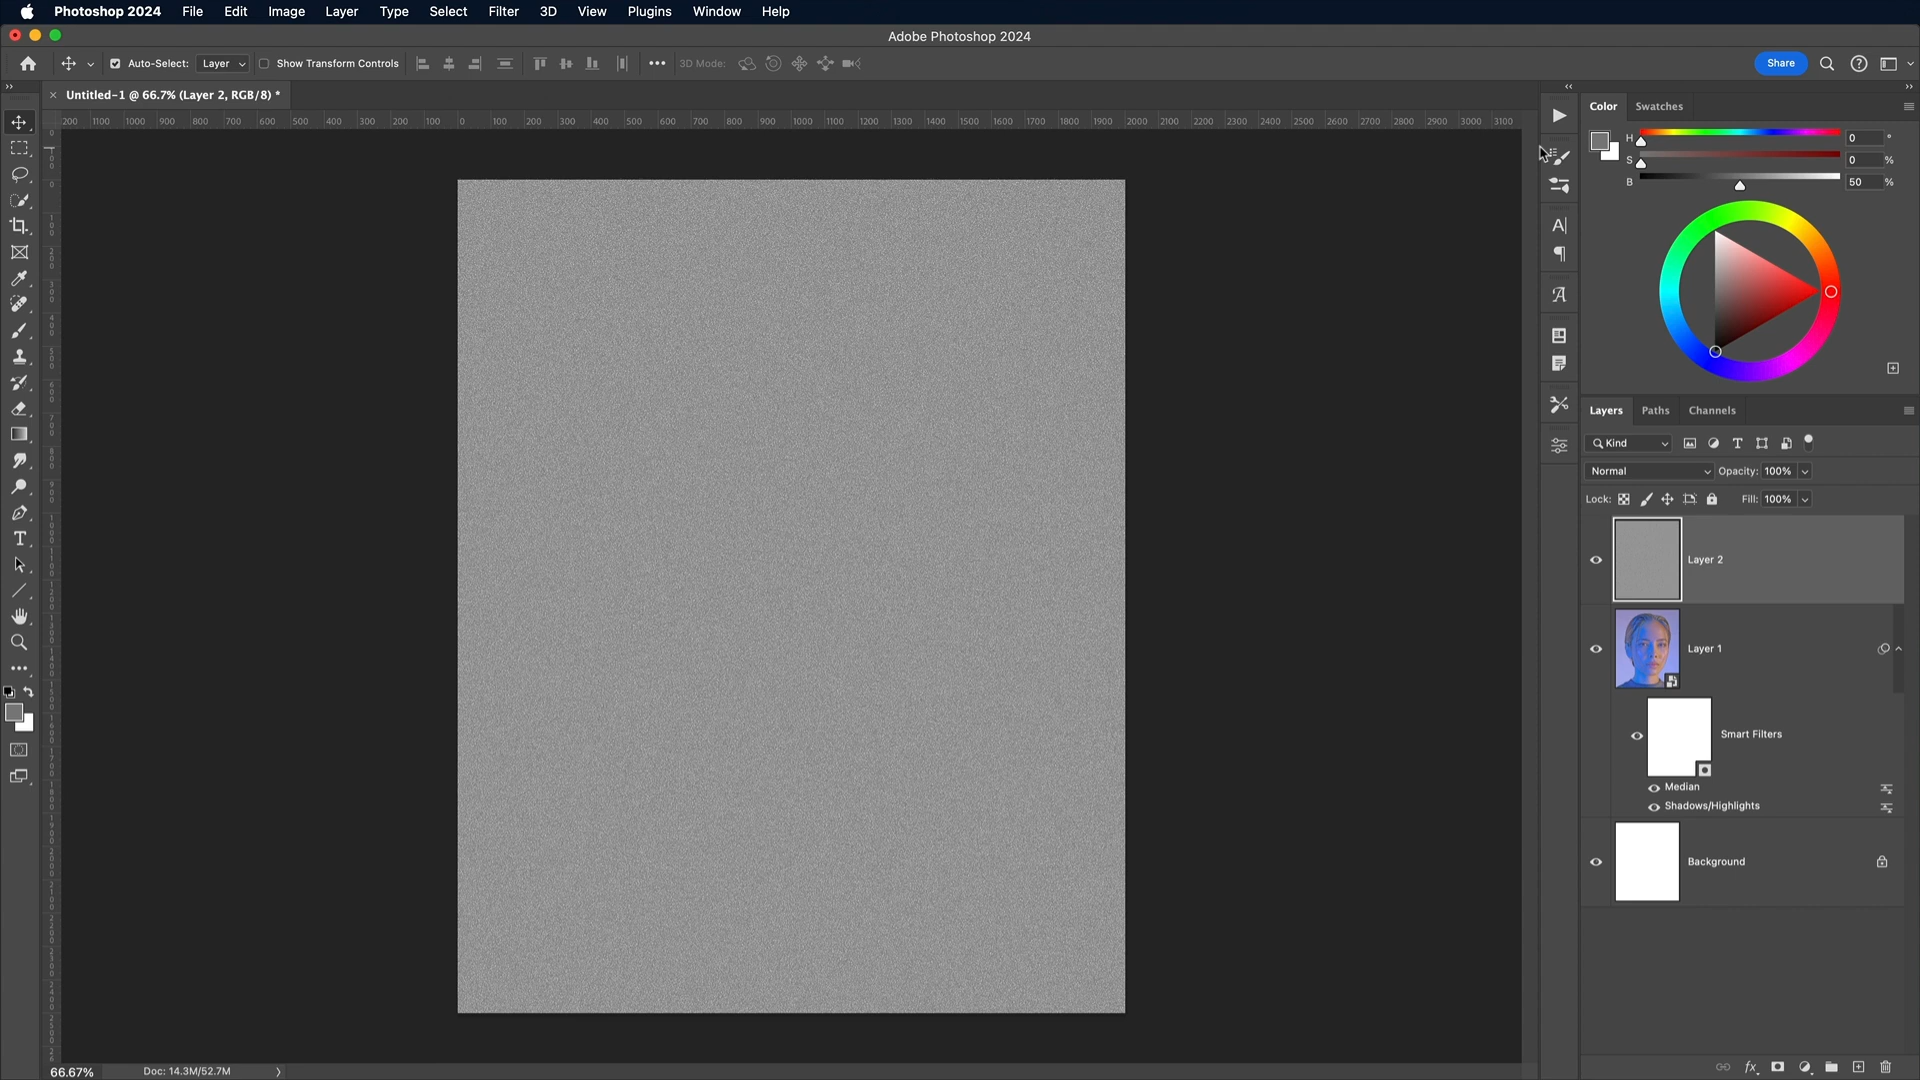 Photoshop 2024 File Edit Image Layer Type Select Filter 3D View Plugins Window Help
Adobe Photoshop 2024
Auto-Select: Layer Show Transform Controls 3D Mode: Share
Untitled-1 @ 66.7% (Layer 2, RGB/8) *
200 1100 1000 900 800 700 600 500 400 300 200 100 0 100 200 300 400 500 600 700 800 900 1000 1100 1200 1300 1400 1500 1600 1700 1800 1900 2000 2100 2200 2300 2400 2500 2600 2700 2800 2900 3000 3100
Color Swatches
H 0 °
S 0 %
B 50 %
Layers Paths Channels
Kind
Normal Opacity: 100%
Lock: Fill: 100%
Layer 2
Layer 1
Smart Filters
Median
Shadows/Highlights
Background
66.67% Doc: 14.3M/52.7M